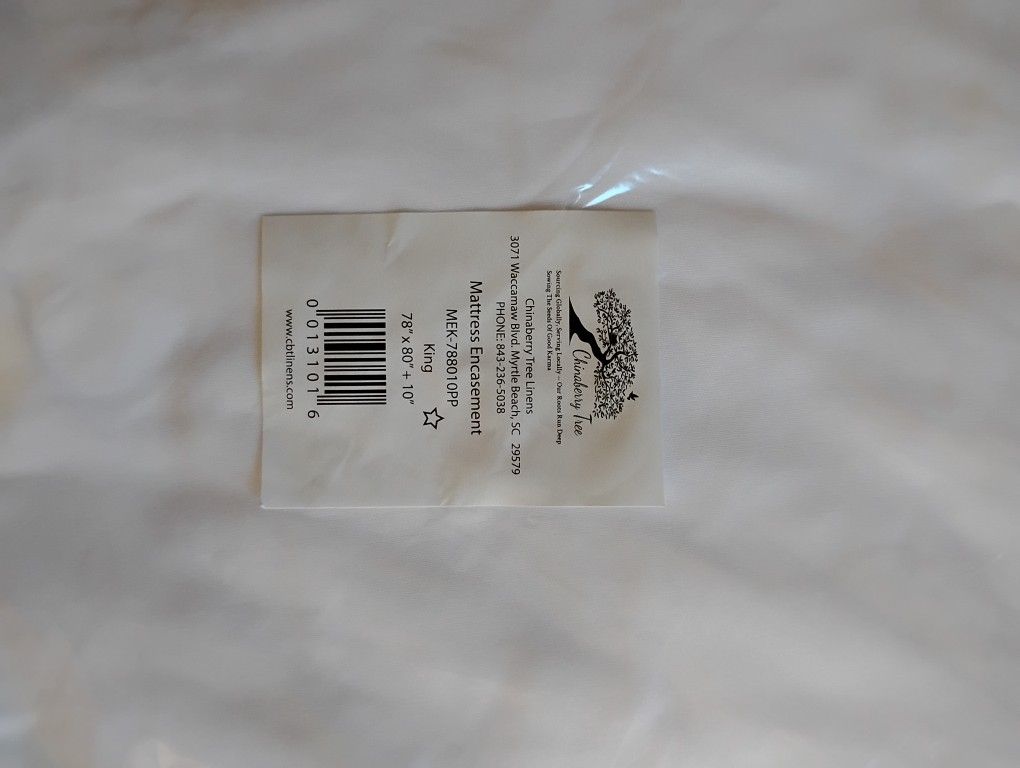 Chinaberry Tree
Sourcing Globally, Serving Locally - Our Roots Run Deep
Sowing The Seeds Of Good Karma
Chinaberry Tree Linens
3071 Waccamaw Blvd. Myrtle Beach, SC 29579
PHONE: 843-236-5038
Mattress Encasement
MEK-788010PP
King
78" x 80" + 10"
0 013101 6
www.cbtlinens.com